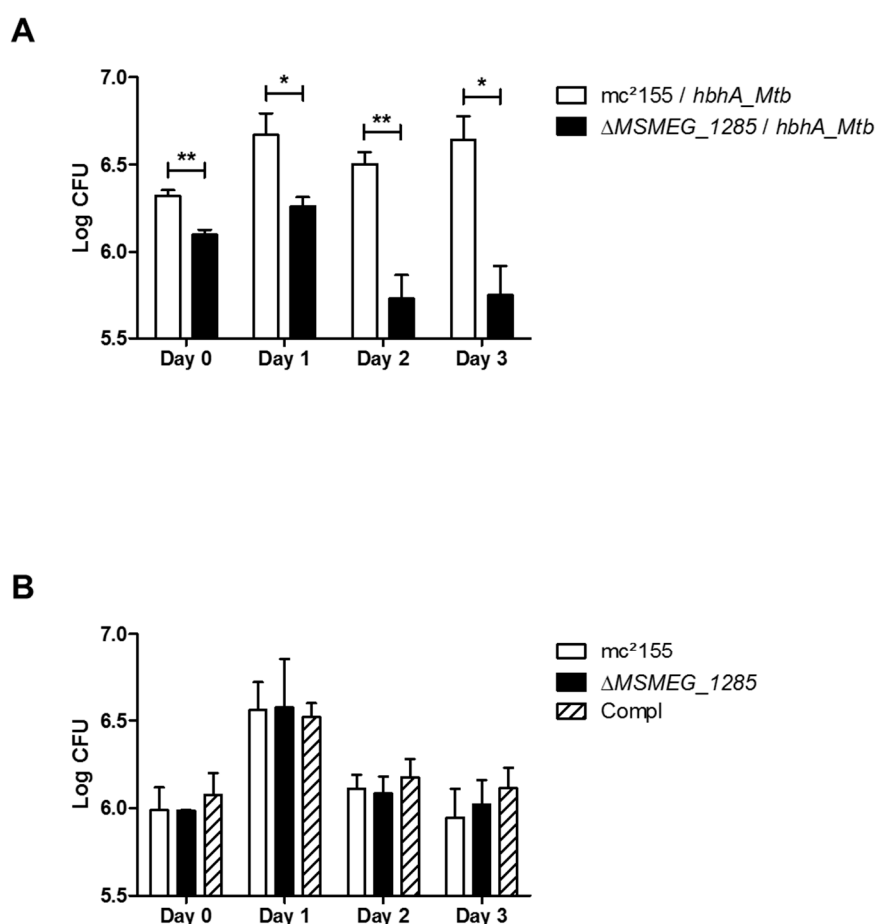 A
7.0
6.5
6.0
5.5
Log CFU
** * ** *
Day 0 Day 1 Day 2 Day 3
mc²155 / hbhA_Mtb
ΔMSMEG_1285 / hbhA_Mtb
B
7.0
6.5
6.0
5.5
Log CFU
Day 0 Day 1 Day 2 Day 3
mc²155
ΔMSMEG_1285
Compl